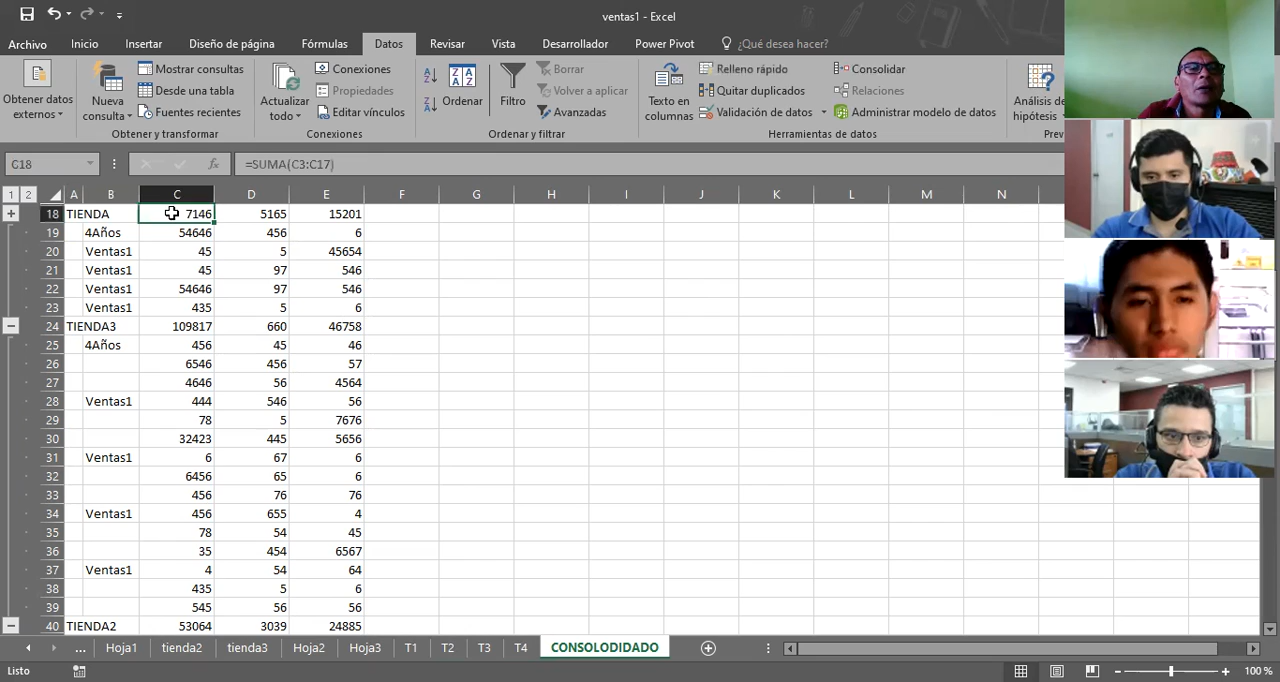 ventas1 - Excel
Archivo Inicio Insertar Diseño de página Fórmulas Datos Revisar Vista Desarrollador Power Pivot ¿Qué desea hacer?
Obtener datos externos
Nueva consulta
Mostrar consultas
Desde una tabla
Fuentes recientes
Obtener y transformar
Actualizar todo
Conexiones
Propiedades
Editar vínculos
Conexiones
Ordenar
Filtro
Borrar
Volver a aplicar
Avanzadas
Ordenar y filtrar
Texto en columnas
Relleno rápido
Quitar duplicados
Validación de datos
Consolidar
Relaciones
Administrar modelo de datos
Herramientas de datos
Análisis de hipótesis
Prev
C18 fx =SUMA(C3:C17)
1 2 A B C D E F G H I J K L M N
18 TIENDA 7146 5165 15201
19 4Años 54646 456 6
20 Ventas1 45 5 45654
21 Ventas1 45 97 546
22 Ventas1 54646 97 546
23 Ventas1 435 5 6
24 TIENDA3 109817 660 46758
25 4Años 456 45 46
26 6546 456 57
27 4646 56 4564
28 Ventas1 444 546 56
29 78 5 7676
30 32423 445 5656
31 Ventas1 6 67 6
32 6456 65 6
33 456 76 76
34 Ventas1 456 655 4
35 78 54 45
36 35 454 6567
37 Ventas1 4 54 64
38 435 5 6
39 545 56 56
40 TIENDA2 53064 3039 24885
... Hoja1 tienda2 tienda3 Hoja2 Hoja3 T1 T2 T3 T4 CONSOLODIDADO
Listo 100 %